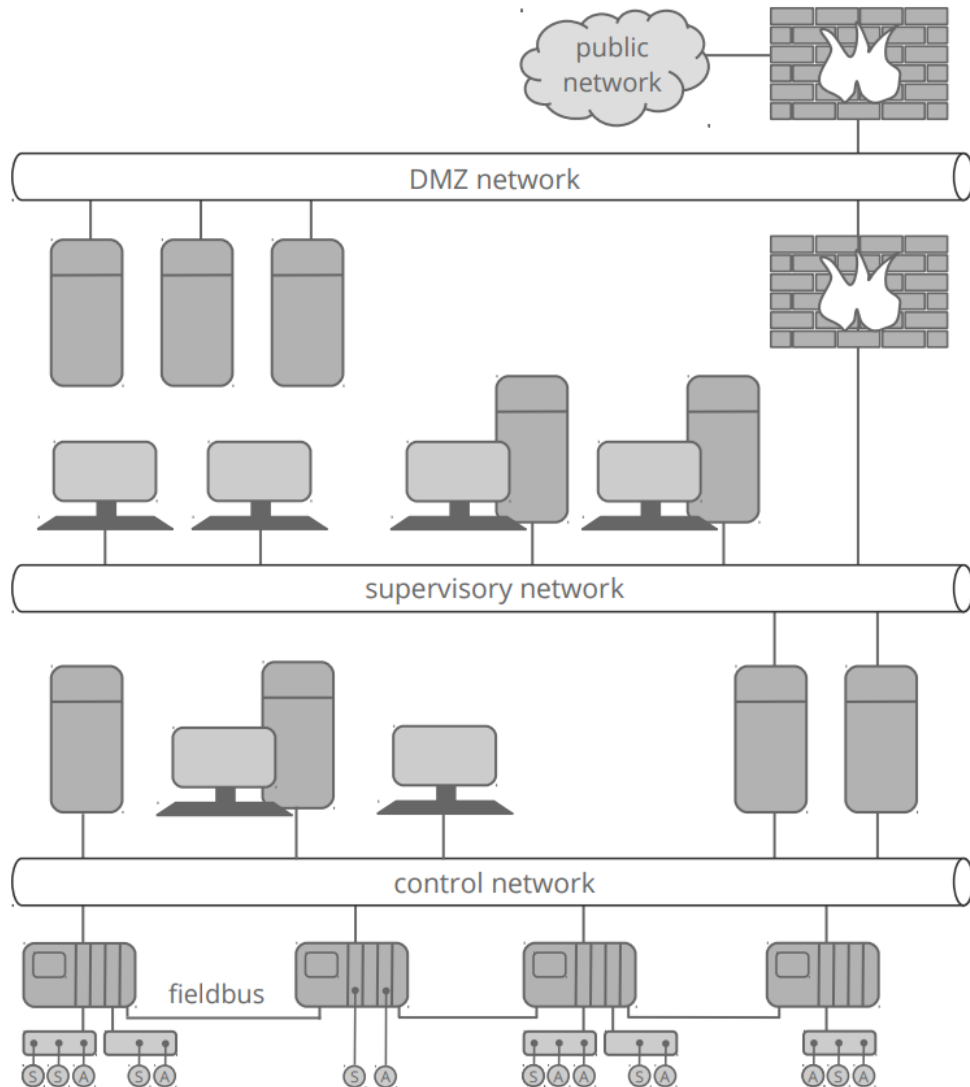 public
network
DMZ network
supervisory network
control network
fieldbus
S S A S A S A S A A S A A S A